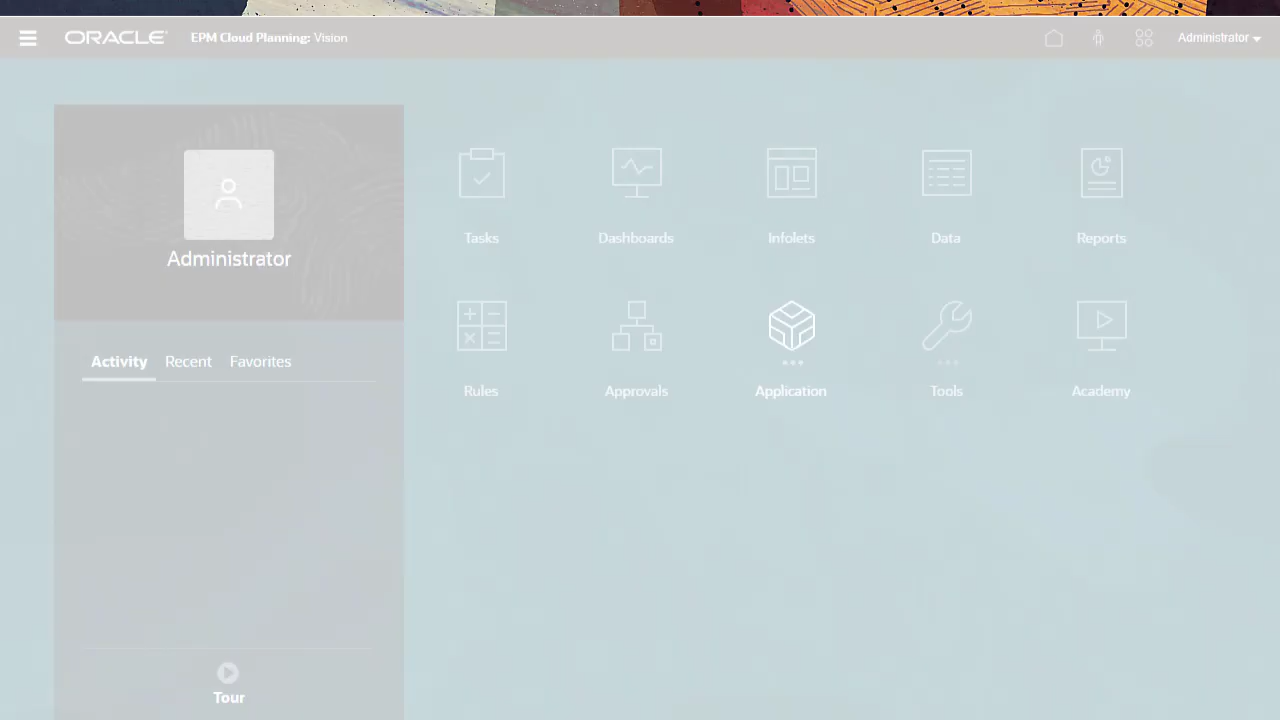 ORACLE EPM Cloud Planning: Vision Administrator
Administrator
Activity Recent Favorites
Tour
Tasks Dashboards Infolets Data Reports
Rules Approvals Application Tools Academy